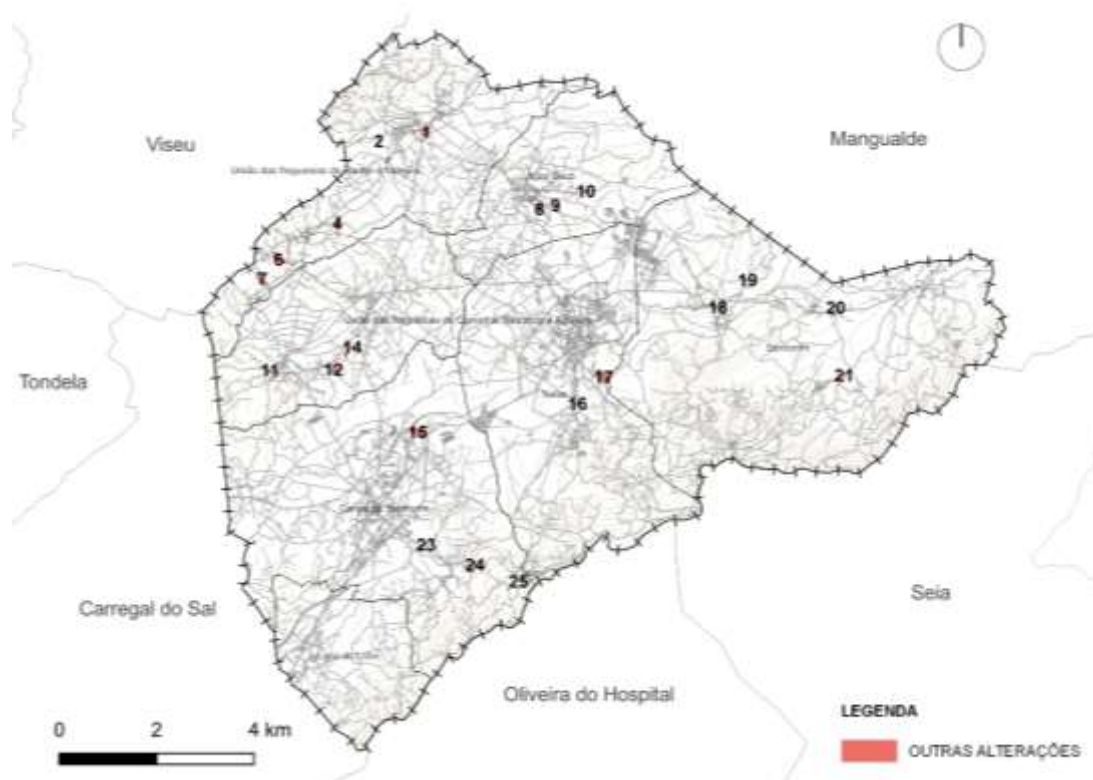 Viseu
Mangualde
1
2
10
8
9
4
5
7
19
18
20
14
11
12
21
17
16
Tondela
15
23
24
25
Carregal do Sal
Seia
Oliveira do Hospital
0
2
4 km
LEGENDA
OUTRAS ALTERAÇÕES